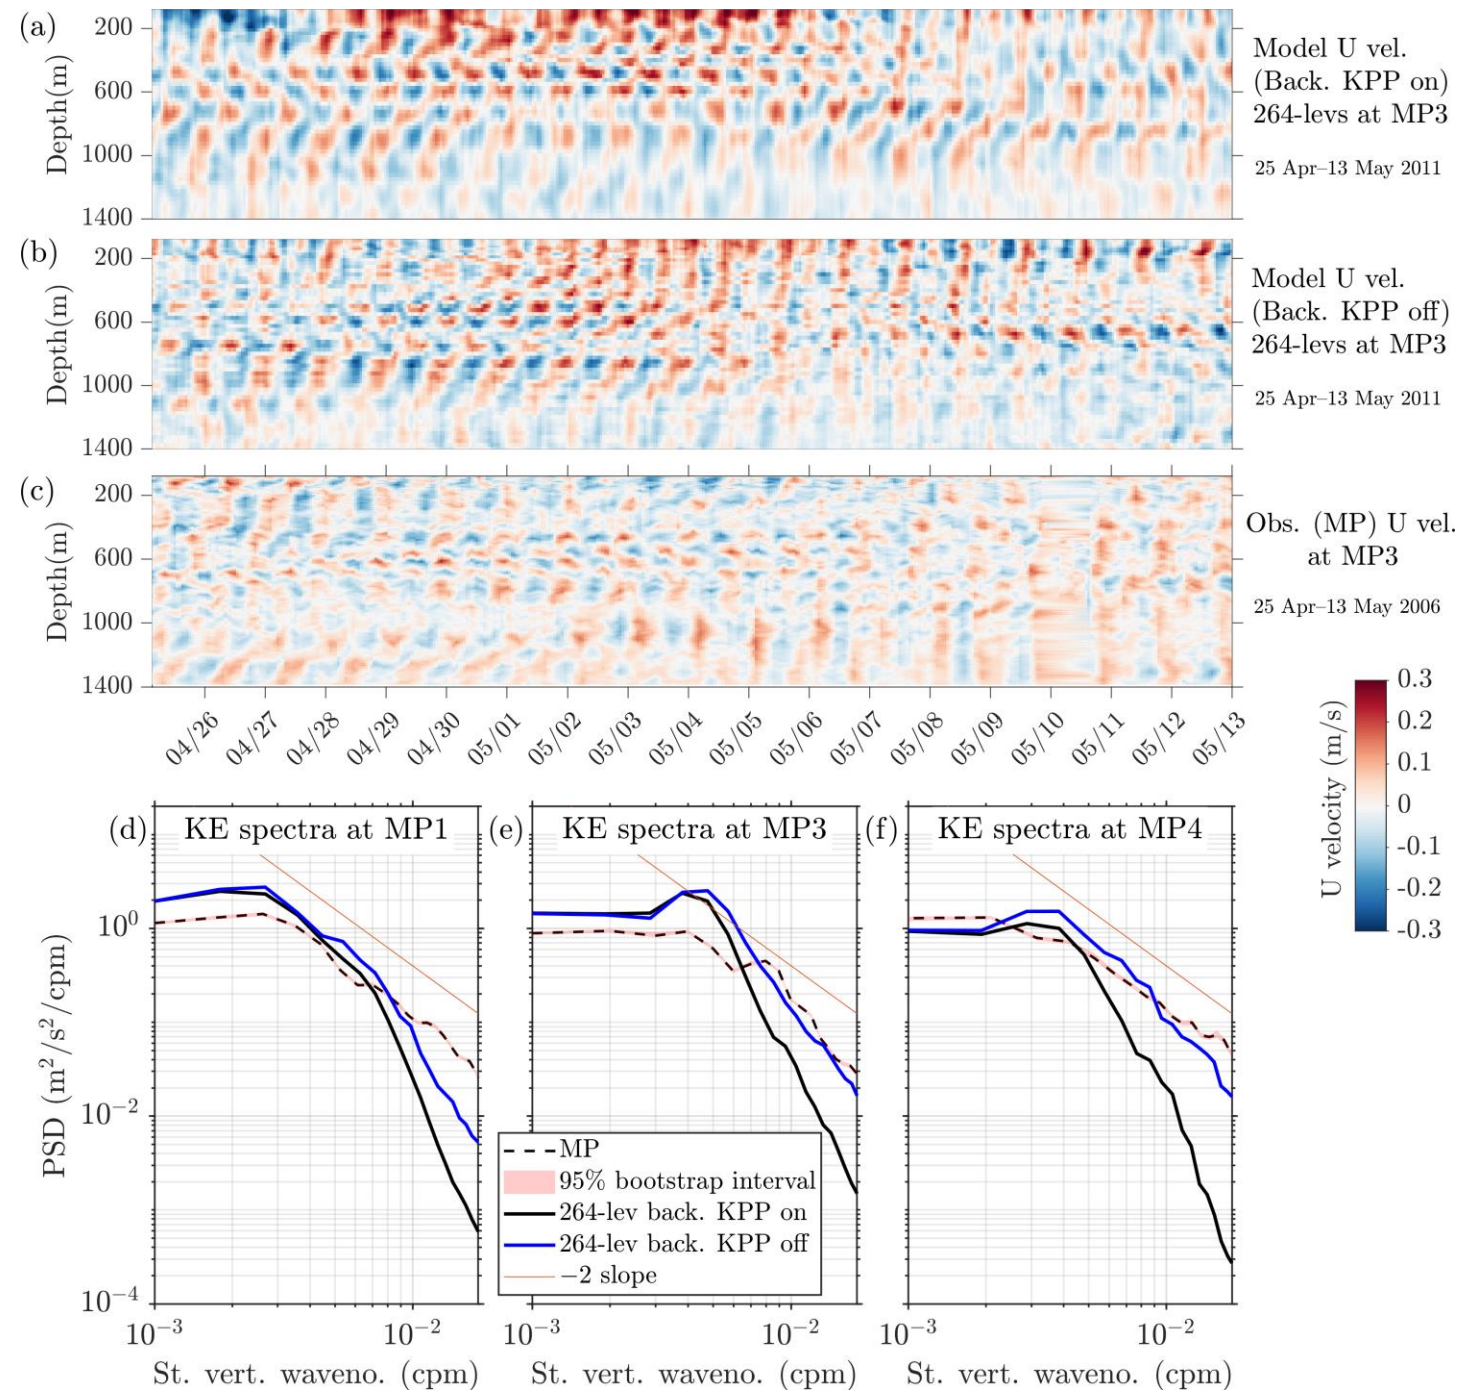 (a)
200
600
1000
1400
Depth(m)
Model U vel.
(Back. KPP on)
264-levs at MP3
25 Apr–13 May 2011
(b)
200
600
1000
1400
Depth(m)
Model U vel.
(Back. KPP off)
264-levs at MP3
25 Apr–13 May 2011
(c)
200
600
1000
1400
Depth(m)
Obs. (MP) U vel.
at MP3
25 Apr–13 May 2006
04/26 04/27 04/28 04/29 04/30 05/01 05/02 05/03 05/04 05/05 05/06 05/07 05/08 05/09 05/10 05/11 05/12 05/13
U velocity (m/s)
0.3
0.2
0.1
0
-0.1
-0.2
-0.3
(d) KE spectra at MP1
(e) KE spectra at MP3
(f) KE spectra at MP4
PSD (m²/s²/cpm)
10⁰
10⁻²
10⁻⁴
MP
95% bootstrap interval
264-lev back. KPP on
264-lev back. KPP off
−2 slope
10⁻³ 10⁻² 10⁻³ 10⁻² 10⁻³ 10⁻²
St. vert. waveno. (cpm) St. vert. waveno. (cpm) St. vert. waveno. (cpm)